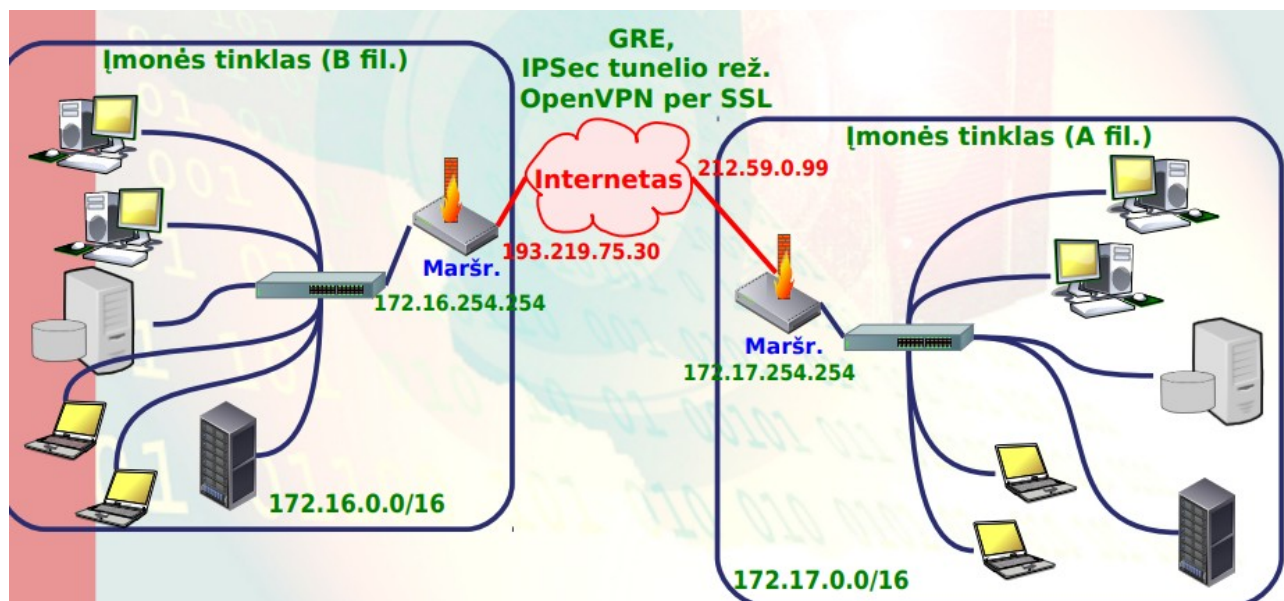 GRE,
IPSec tunelio rež.
OpenVPN per SSL
Įmonės tinklas (B fil.)
Internetas
193.219.75.30
Maršr.
172.16.254.254
172.16.0.0/16
Įmonės tinklas (A fil.)
212.59.0.99
Maršr.
172.17.254.254
172.17.0.0/16